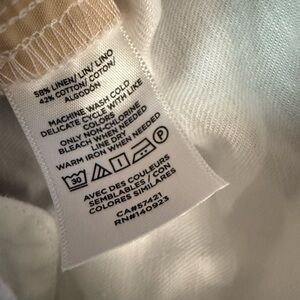 58% LINEN/ LIN/ LINO
42% COTTON/ COTON/
ALGODÓN
MACHINE WASH COLD
DELICATE CYCLE WITH LIKE
COLORS
ONLY NON-CHLORINE
BLEACH WHEN NEEDED
LINE DRY
WARM IRON WHEN NEEDED
30 P
AVEC DES COULEURS
SEMBLABLES / CON
COLORES SIMILARES
CA#57421
RN#140923